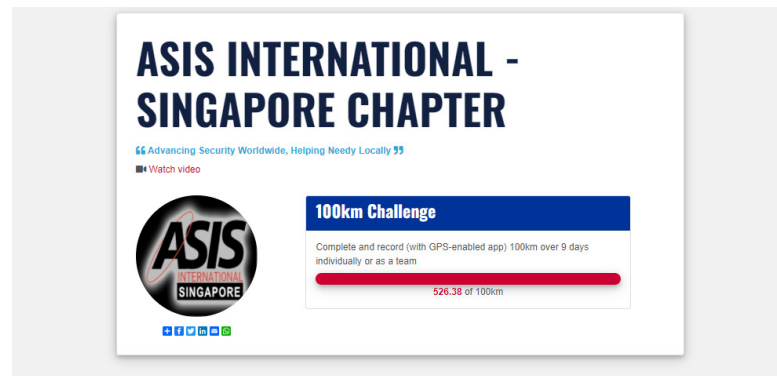 ASIS INTERNATIONAL -
SINGAPORE CHAPTER
❝ Advancing Security Worldwide, Helping Needy Locally ❞
Watch video
ASIS
INTERNATIONAL
SINGAPORE
100km Challenge
Complete and record (with GPS-enabled app) 100km over 9 days
individually or as a team
526.38 of 100km